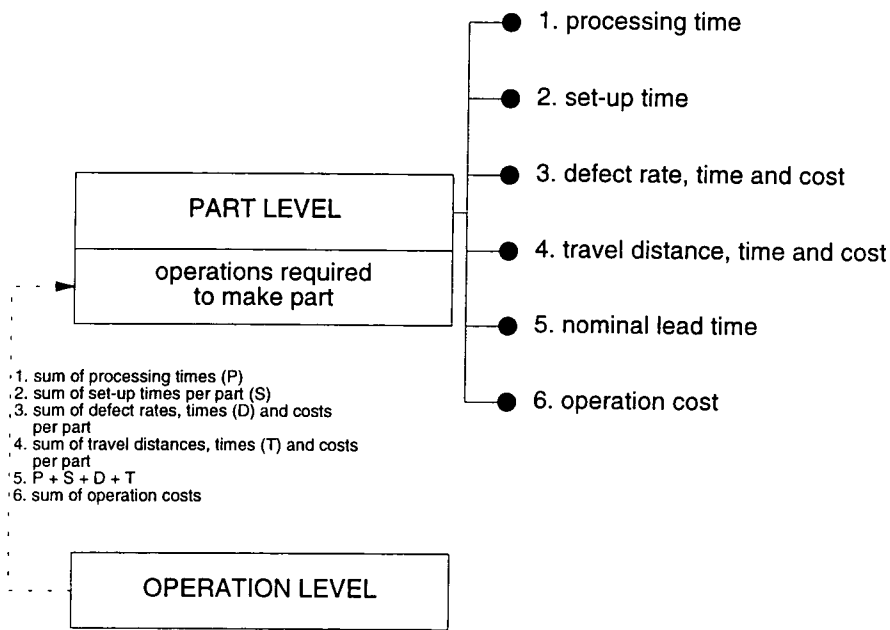 1. processing time
2. set-up time
3. defect rate, time and cost
PART LEVEL
4. travel distance, time and cost
operations required
to make part
5. nominal lead time
1. sum of processing times (P)
2. sum of set-up times per part (S)
3. sum of defect rates, times (D) and costs
per part
4. sum of travel distances, times (T) and costs
per part
5. P + S + D + T
6. sum of operation costs
6. operation cost
OPERATION LEVEL